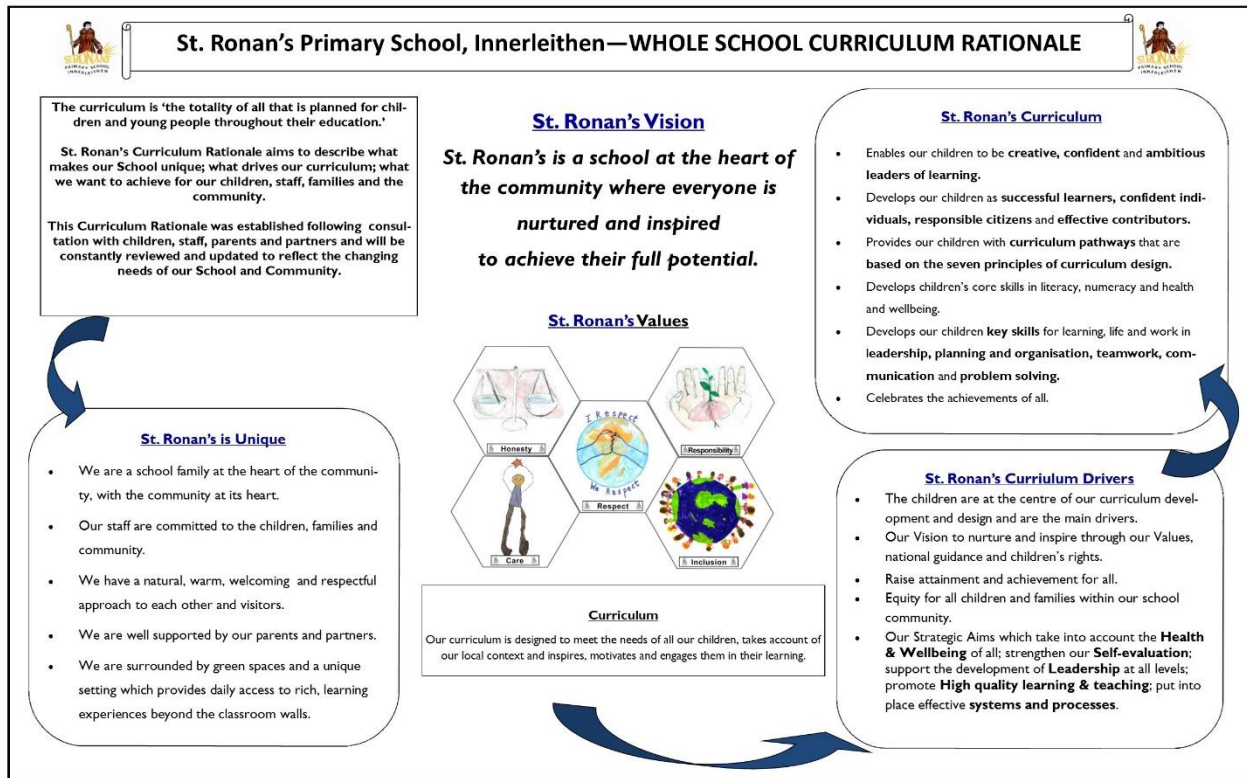 St. Ronan's Primary School, Innerleithen—WHOLE SCHOOL CURRICULUM RATIONALE
St. RONAN'S
PRIMARY SCHOOL
INNERLEITHEN
St. RONAN'S
PRIMARY SCHOOL
INNERLEITHEN
The curriculum is 'the totality of all that is planned for chil-
dren and young people throughout their education.'
St. Ronan's Curriculum Rationale aims to describe what
makes our School unique; what drives our curriculum; what
we want to achieve for our children, staff, families and the
community.
This Curriculum Rationale was established following consul-
tation with children, staff, parents and partners and will be
constantly reviewed and updated to reflect the changing
needs of our School and Community.
St. Ronan's is Unique
• We are a school family at the heart of the communi-
ty, with the community at its heart.
• Our staff are committed to the children, families and
community.
• We have a natural, warm, welcoming and respectful
approach to each other and visitors.
• We are well supported by our parents and partners.
• We are surrounded by green spaces and a unique
setting which provides daily access to rich, learning
experiences beyond the classroom walls.
St. Ronan's Vision
St. Ronan's is a school at the heart of
the community where everyone is
nurtured and inspired
to achieve their full potential.
St. Ronan's Values
Honesty
I Respect
We Respect
Respect
Responsibility
Care
Inclusion
Curriculum
Our curriculum is designed to meet the needs of all our children, takes account of
our local context and inspires, motivates and engages them in their learning.
St. Ronan's Curriulum Drivers
• The children are at the centre of our curriculum devel-
opment and design and are the main drivers.
• Our Vision to nurture and inspire through our Values,
national guidance and children's rights.
• Raise attainment and achievement for all.
• Equity for all children and families within our school
community.
• Our Strategic Aims which take into account the Health
& Wellbeing of all; strengthen our Self-evaluation;
support the development of Leadership at all levels;
promote High quality learning & teaching; put into
place effective systems and processes.
St. Ronan's Curriculum
• Enables our children to be creative, confident and ambitious
leaders of learning.
• Develops our children as successful learners, confident indi-
viduals, responsible citizens and effective contributors.
• Provides our children with curriculum pathways that are
based on the seven principles of curriculum design.
• Develops children's core skills in literacy, numeracy and health
and wellbeing.
• Develops our children key skills for learning, life and work in
leadership, planning and organisation, teamwork, com-
munication and problem solving.
• Celebrates the achievements of all.